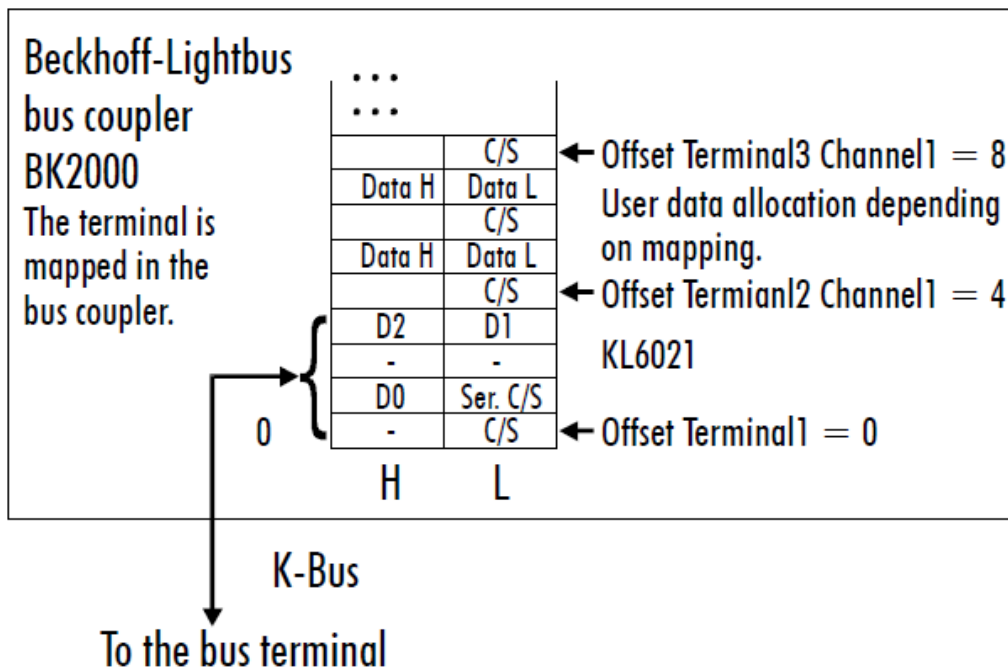 Beckhoff-Lightbus
bus coupler
BK2000
The terminal is
mapped in the
bus coupler.
...
...
C/S
Data H Data L
C/S
Data H Data L
C/S
D2 D1
- -
D0 Ser. C/S
- C/S
H L
0
Offset Terminal3 Channel1 = 8
User data allocation depending
on mapping.
Offset Termianl2 Channel1 = 4
KL6021
Offset Terminal1 = 0
K-Bus
To the bus terminal